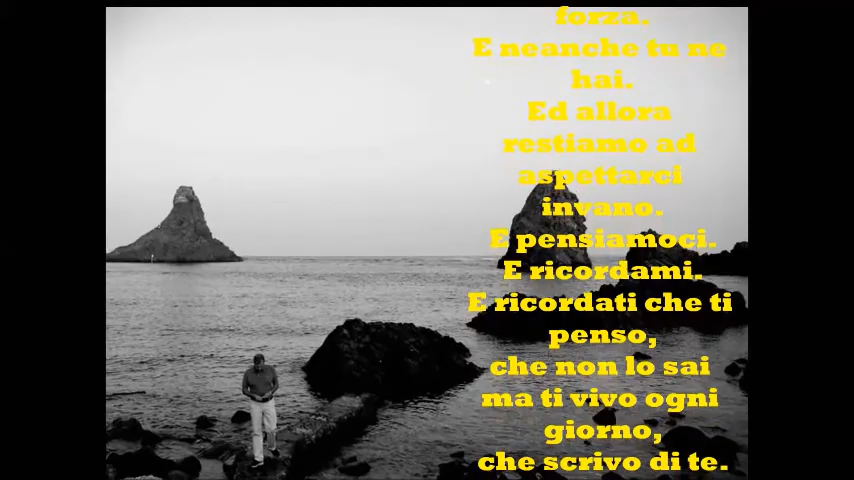 forza.
E neanche tu ne
hai.
Ed allora
restiamo ad
aspettarci
invano.
E pensiamoci.
E ricordami.
E ricordati che ti
penso,
che non lo sai
ma ti vivo ogni
giorno,
che scrivo di te.